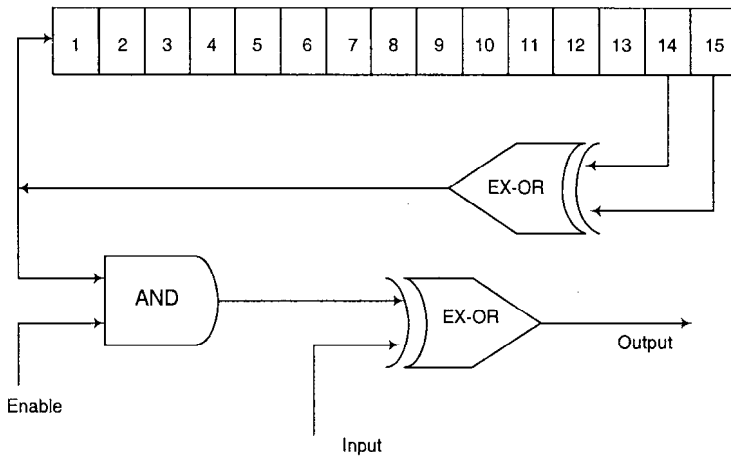 1 2 3 4 5 6 7 8 9 10 11 12 13 14 15
EX-OR
AND
EX-OR
Output
Enable
Input